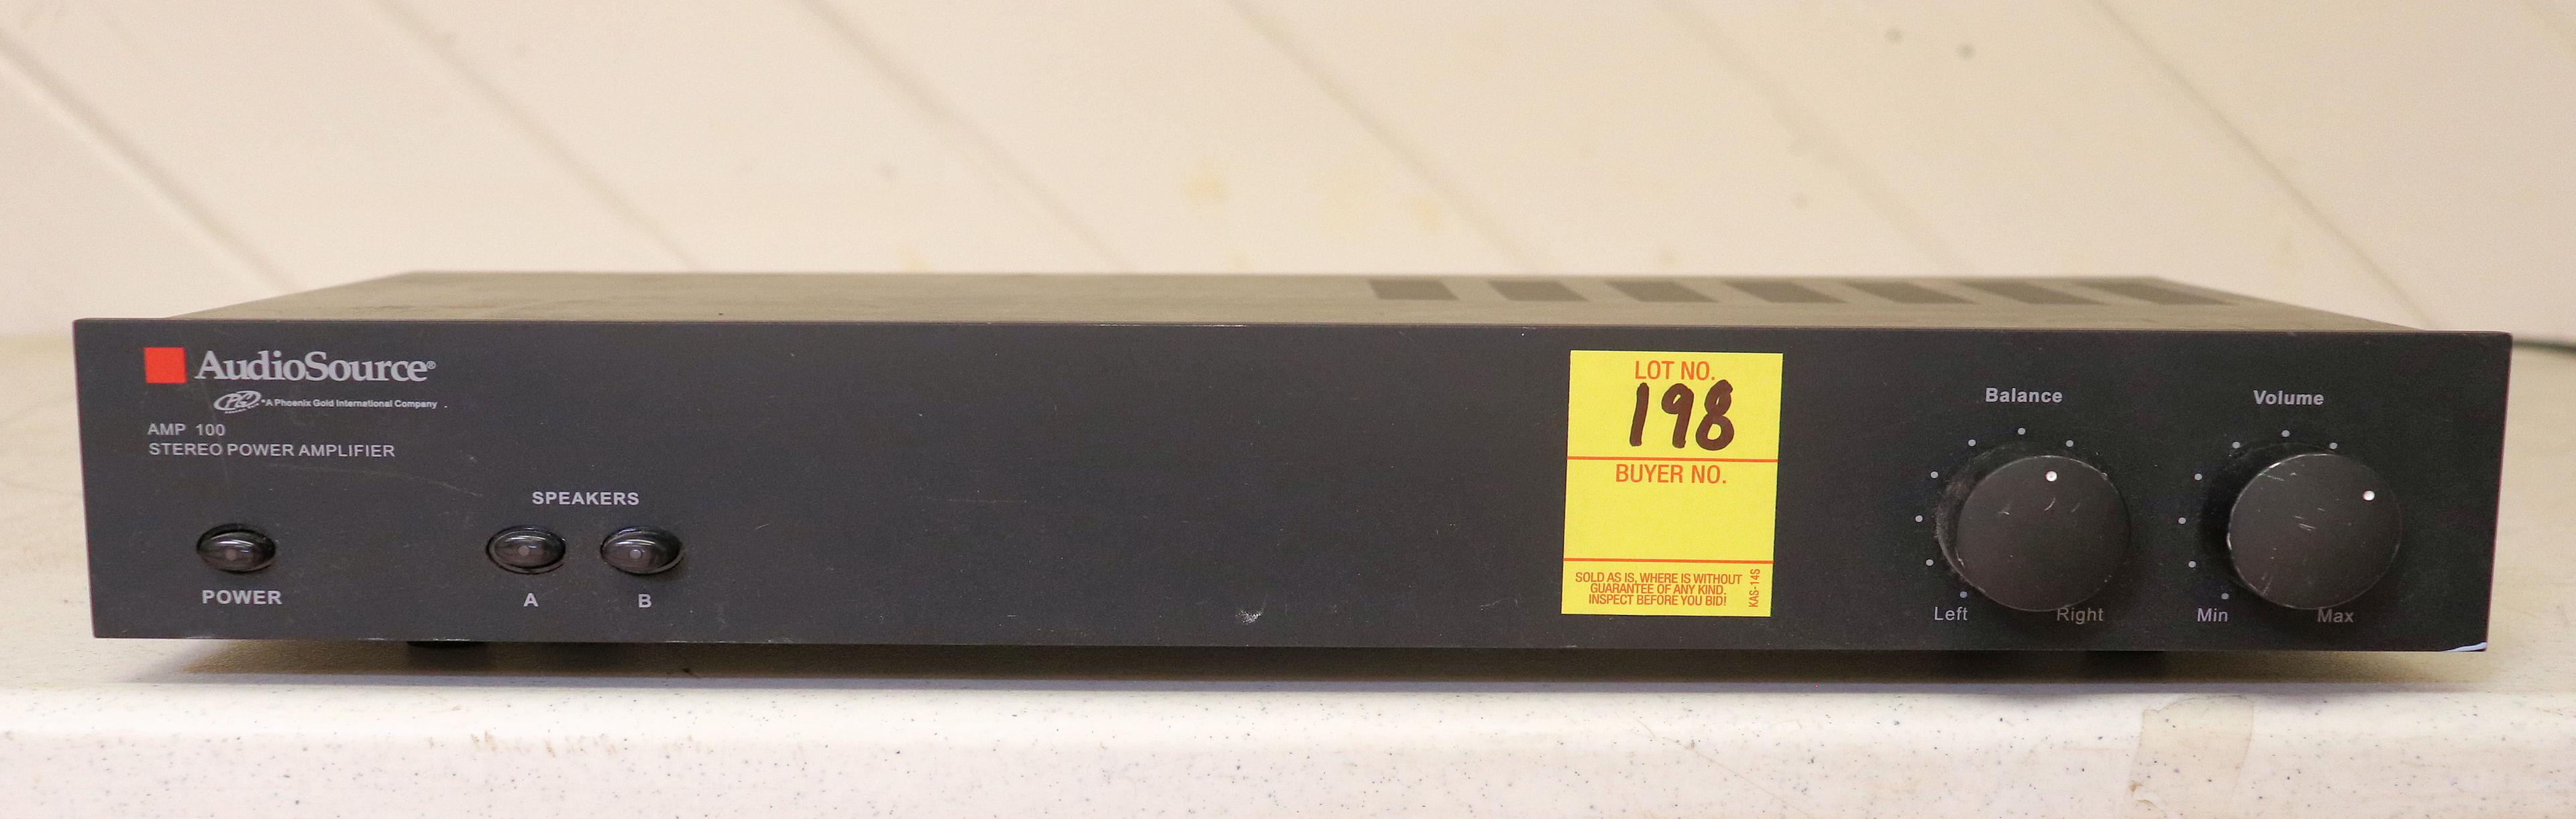 AudioSource®
PG "A Phoenix Gold International Company
AMP 100
STEREO POWER AMPLIFIER
POWER
SPEAKERS
A B
LOT NO.
198
BUYER NO.
SOLD AS IS, WHERE IS WITHOUT
GUARANTEE OF ANY KIND.
INSPECT BEFORE YOU BID!
KAS-14S
Balance
Left Right
Volume
Min Max